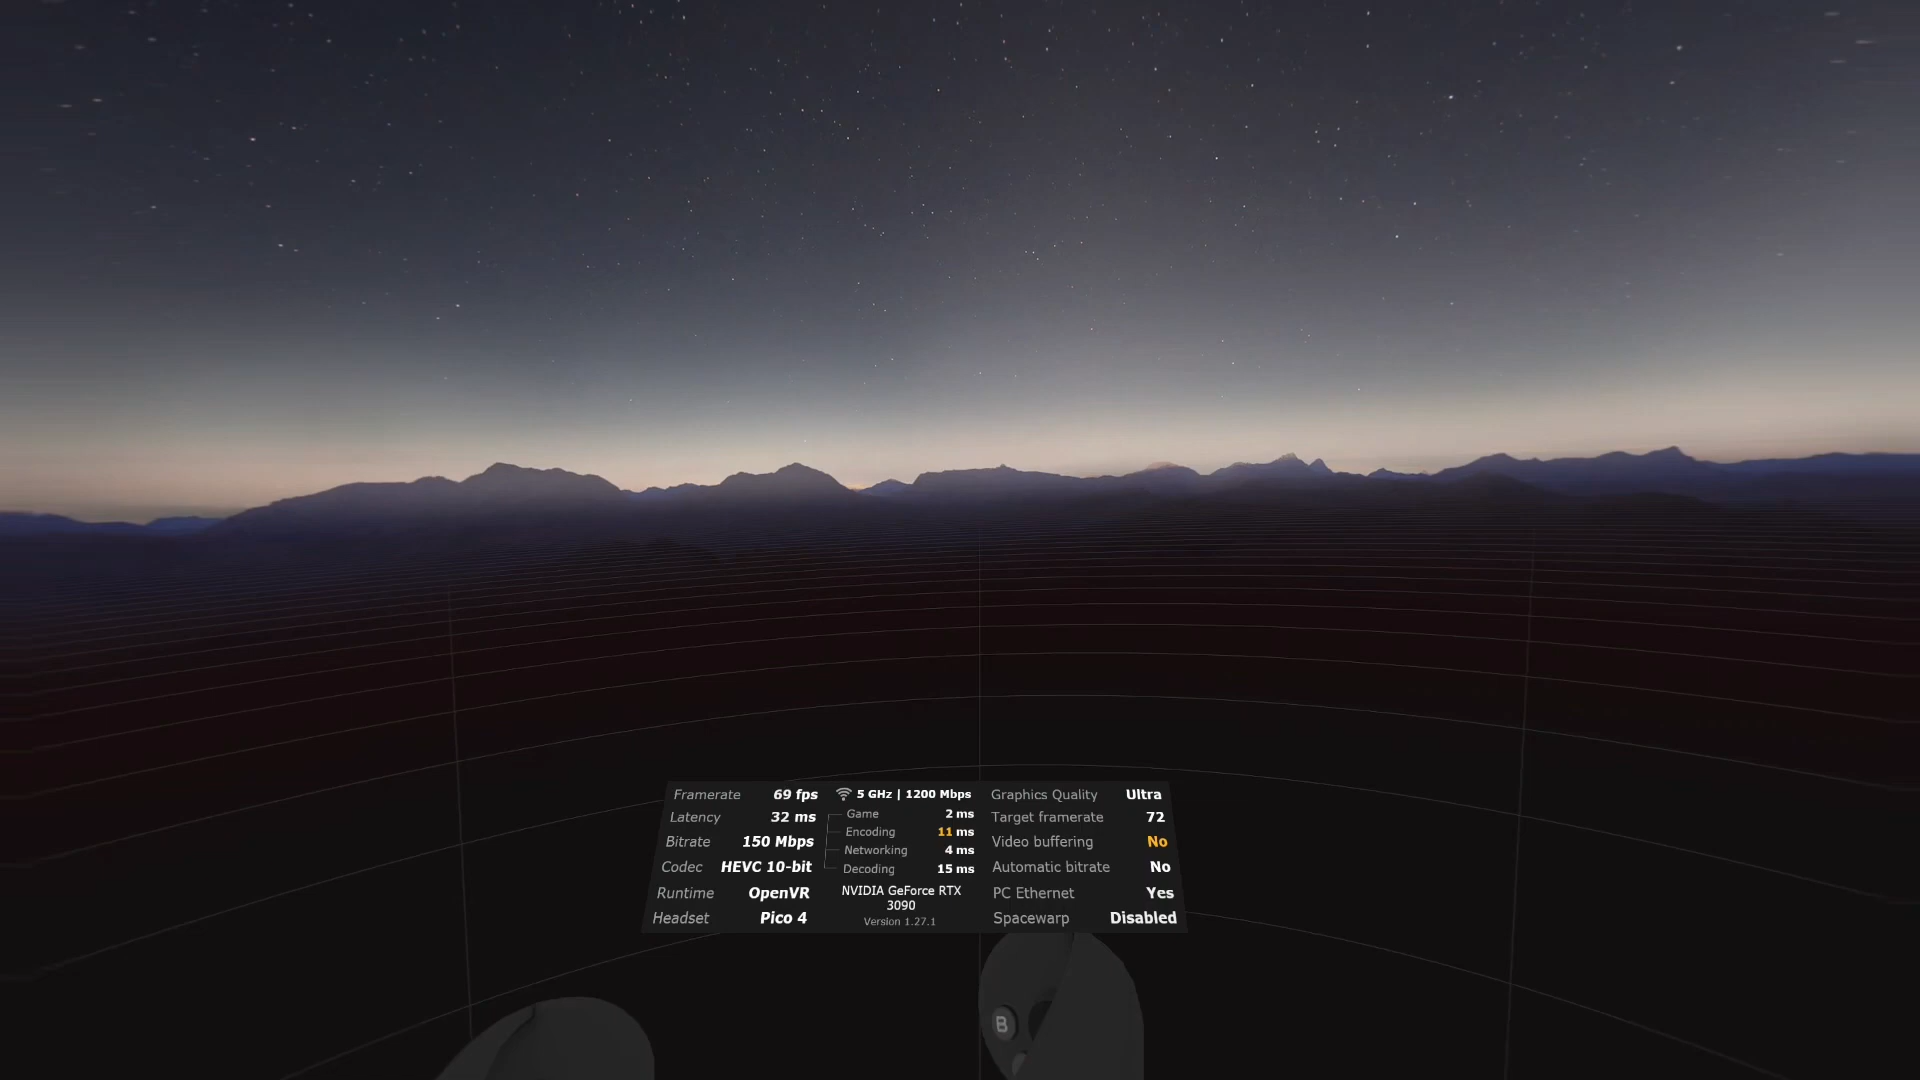 Framerate 69 fps
Latency 32 ms
Bitrate 150 Mbps
Codec HEVC 10-bit
Runtime OpenVR
Headset Pico 4
5 GHz | 1200 Mbps
Game 2 ms
Encoding 11 ms
Networking 4 ms
Decoding 15 ms
NVIDIA GeForce RTX
3090
Version 1.27.1
Graphics Quality Ultra
Target framerate 72
Video buffering No
Automatic bitrate No
PC Ethernet Yes
Spacewarp Disabled
B